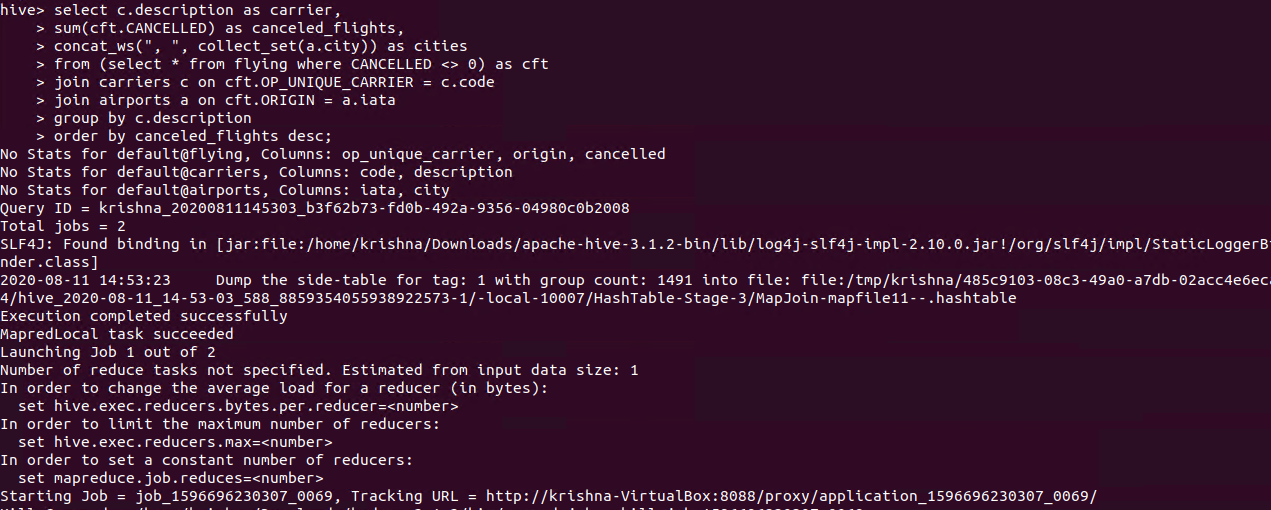 hive> select c.description as carrier,
    > sum(cft.CANCELLED) as canceled_flights,
    > concat_ws(", ", collect_set(a.city)) as cities
    > from (select * from flying where CANCELLED <> 0) as cft
    > join carriers c on cft.OP_UNIQUE_CARRIER = c.code
    > join airports a on cft.ORIGIN = a.iata
    > group by c.description
    > order by canceled_flights desc;
No Stats for default@flying, Columns: op_unique_carrier, origin, cancelled
No Stats for default@carriers, Columns: code, description
No Stats for default@airports, Columns: iata, city
Query ID = krishna_20200811145303_b3f62b73-fd0b-492a-9356-04980c0b2008
Total jobs = 2
SLF4J: Found binding in [jar:file:/home/krishna/Downloads/apache-hive-3.1.2-bin/lib/log4j-slf4j-impl-2.10.0.jar!/org/slf4j/impl/StaticLoggerBi
nder.class]
2020-08-11 14:53:23     Dump the side-table for tag: 1 with group count: 1491 into file: file:/tmp/krishna/485c9103-08c3-49a0-a7db-02acc4e6eca
4/hive_2020-08-11_14-53-03_588_8859354055938922573-1/-local-10007/HashTable-Stage-3/MapJoin-mapfile11--.hashtable
Execution completed successfully
MapredLocal task succeeded
Launching Job 1 out of 2
Number of reduce tasks not specified. Estimated from input data size: 1
In order to change the average load for a reducer (in bytes):
  set hive.exec.reducers.bytes.per.reducer=<number>
In order to limit the maximum number of reducers:
  set hive.exec.reducers.max=<number>
In order to set a constant number of reducers:
  set mapreduce.job.reduces=<number>
Starting Job = job_1596696230307_0069, Tracking URL = http://krishna-VirtualBox:8088/proxy/application_1596696230307_0069/